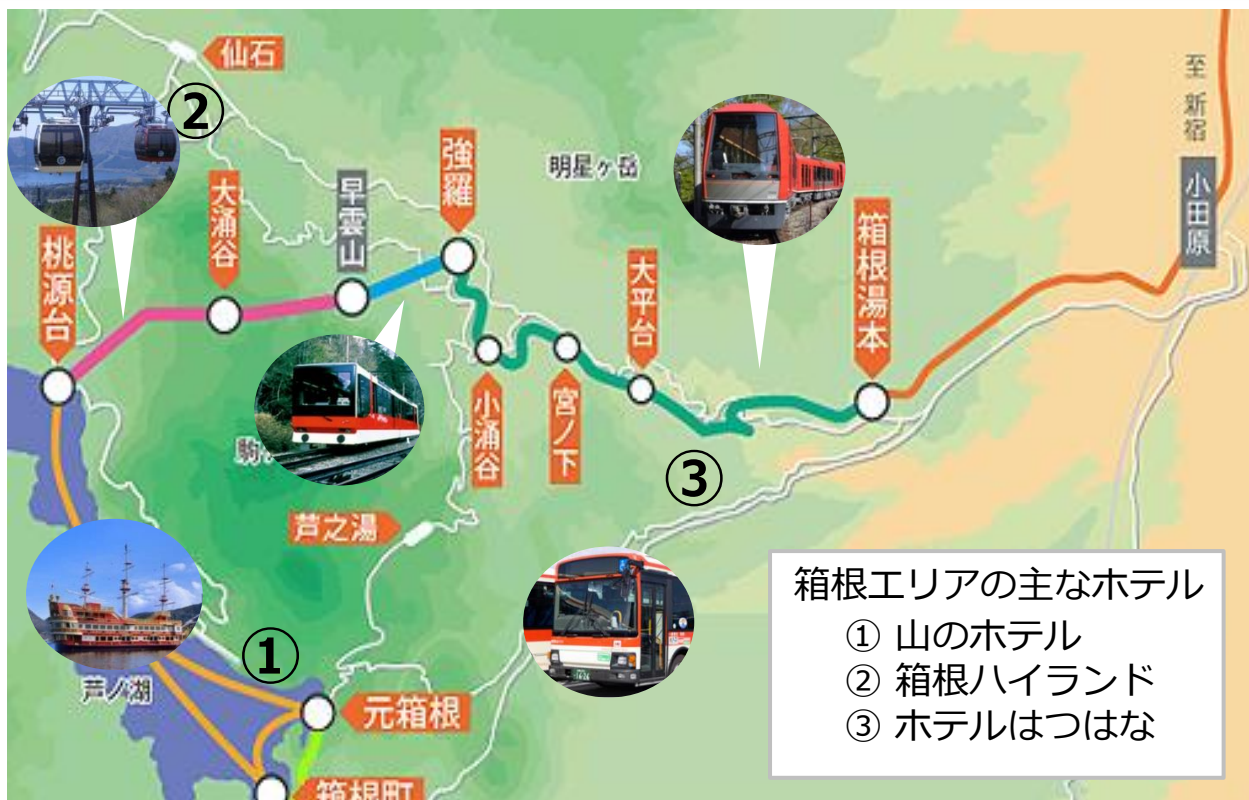 仙石
②
至 新宿
強羅
明星ヶ岳
小田原
大涌谷
早雲山
箱根湯本
桃源台
大平台
小涌谷
宮ノ下
駒
③
芦之湯
①
芦ノ湖
元箱根
箱根町
箱根エリアの主なホテル
① 山のホテル
② 箱根ハイランド
③ ホテルはつはな